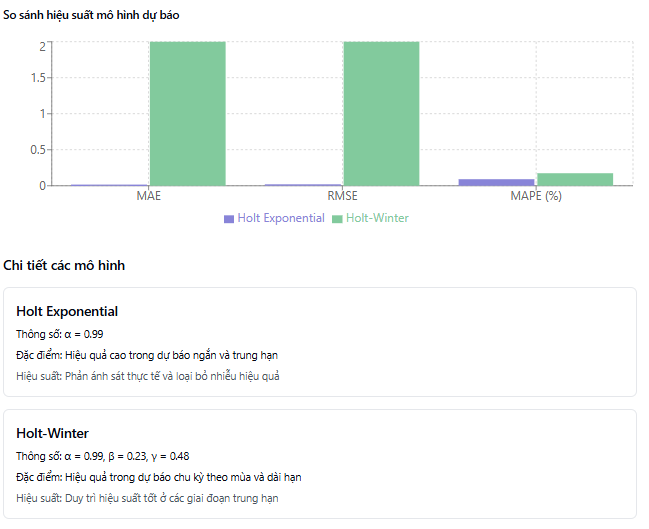 So sánh hiệu suất mô hình dự báo
2
1.5
1
0.5
0
MAE RMSE MAPE (%)
Holt Exponential Holt-Winter
Chi tiết các mô hình
Holt Exponential
Thông số: α = 0.99
Đặc điểm: Hiệu quả cao trong dự báo ngắn và trung hạn
Hiệu suất: Phản ánh sát thực tế và loại bỏ nhiễu hiệu quả
Holt-Winter
Thông số: α = 0.99, β = 0.23, γ = 0.48
Đặc điểm: Hiệu quả trong dự báo chu kỳ theo mùa và dài hạn
Hiệu suất: Duy trì hiệu suất tốt ở các giai đoạn trung hạn